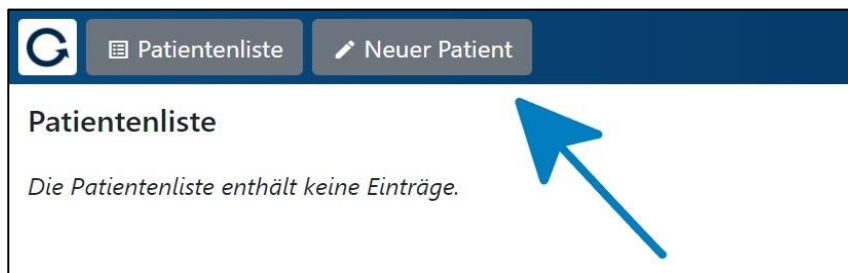 Patientenliste Neuer Patient
Patientenliste
Die Patientenliste enthält keine Einträge.